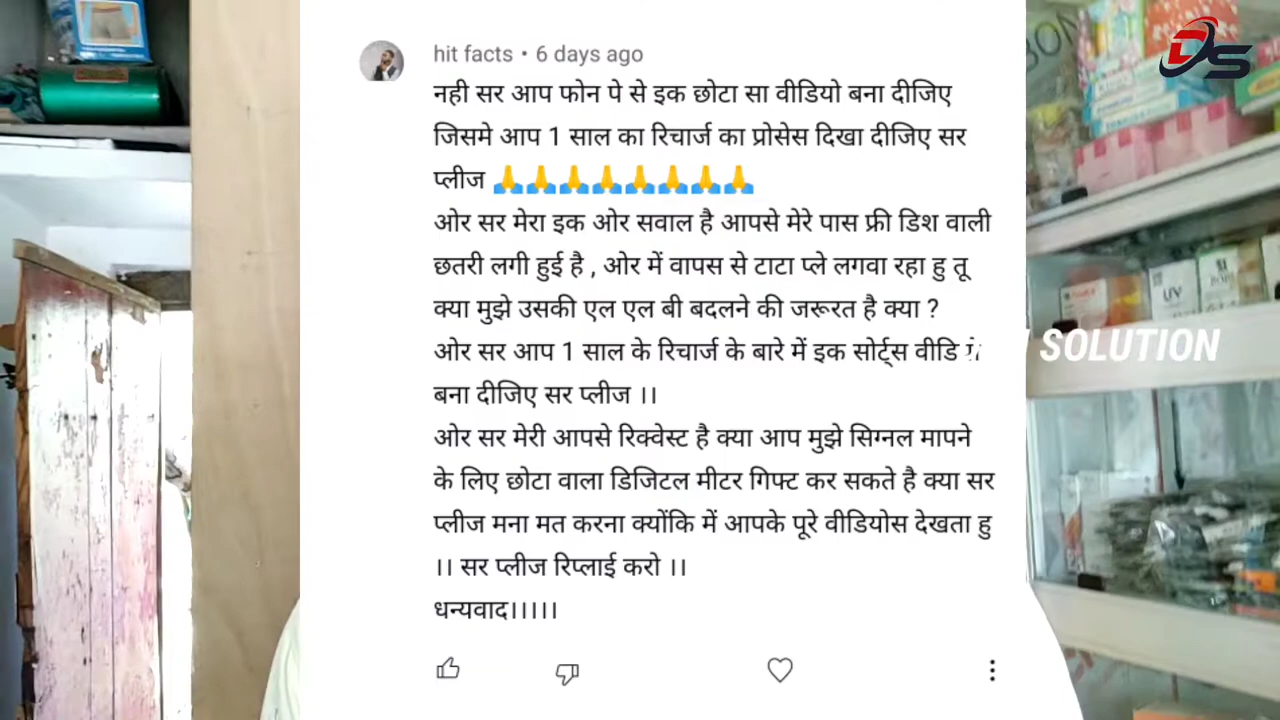 DS
hit facts • 6 days ago
नही सर आप फोन पे से इक छोटा सा वीडियो बना दीजिए
जिसमे आप 1 साल का रिचार्ज का प्रोसेस दिखा दीजिए सर
प्लीज 🙏🙏🙏🙏🙏🙏🙏🙏
ओर सर मेरा इक ओर सवाल है आपसे मेरे पास फ्री डिश वाली
छतरी लगी हुई है , ओर में वापस से टाटा प्ले लगवा रहा हु तू
क्या मुझे उसकी एल एल बी बदलने की जरूरत है क्या ?
ओर सर आप 1 साल के रिचार्ज के बारे में इक सोर्ट्स
बना दीजिए सर प्लीज ।।
ओर सर मेरी आपसे रिक्वेस्ट है क्या आप मुझे सिग्नल मापने
के लिए छोटा वाला डिजिटल मीटर गिफ्ट कर सकते है क्या सर
प्लीज मना मत करना क्योंकि में आपके पूरे वीडियोस देखता हु
।। सर प्लीज रिप्लाई करो ।।
धन्यवाद।।।।।
SOLUTION
UV